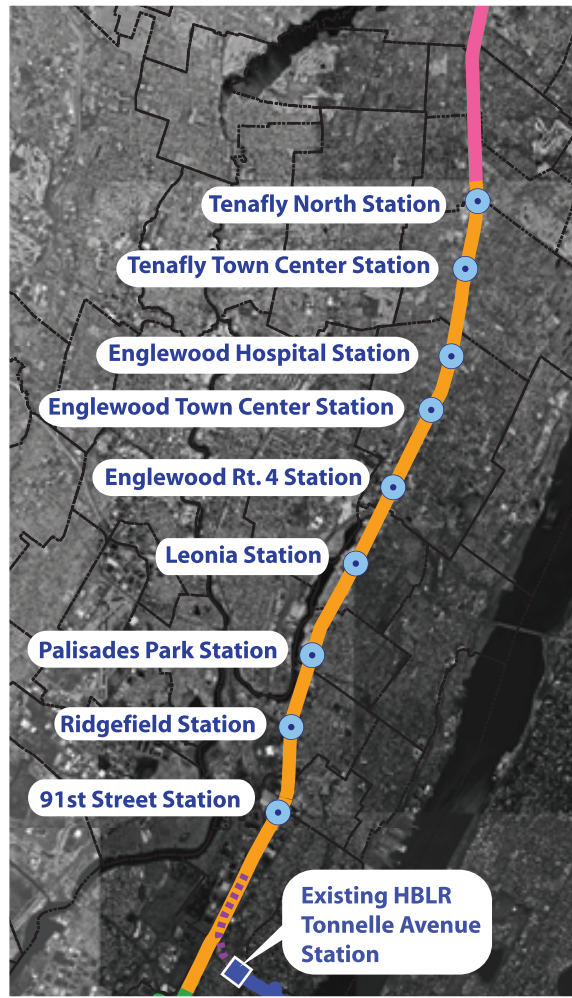 Tenafly North Station
Tenafly Town Center Station
Englewood Hospital Station
Englewood Town Center Station
Englewood Rt. 4 Station
Leonia Station
Palisades Park Station
Ridgefield Station
91st Street Station
Existing HBLR
Tonnelle Avenue
Station